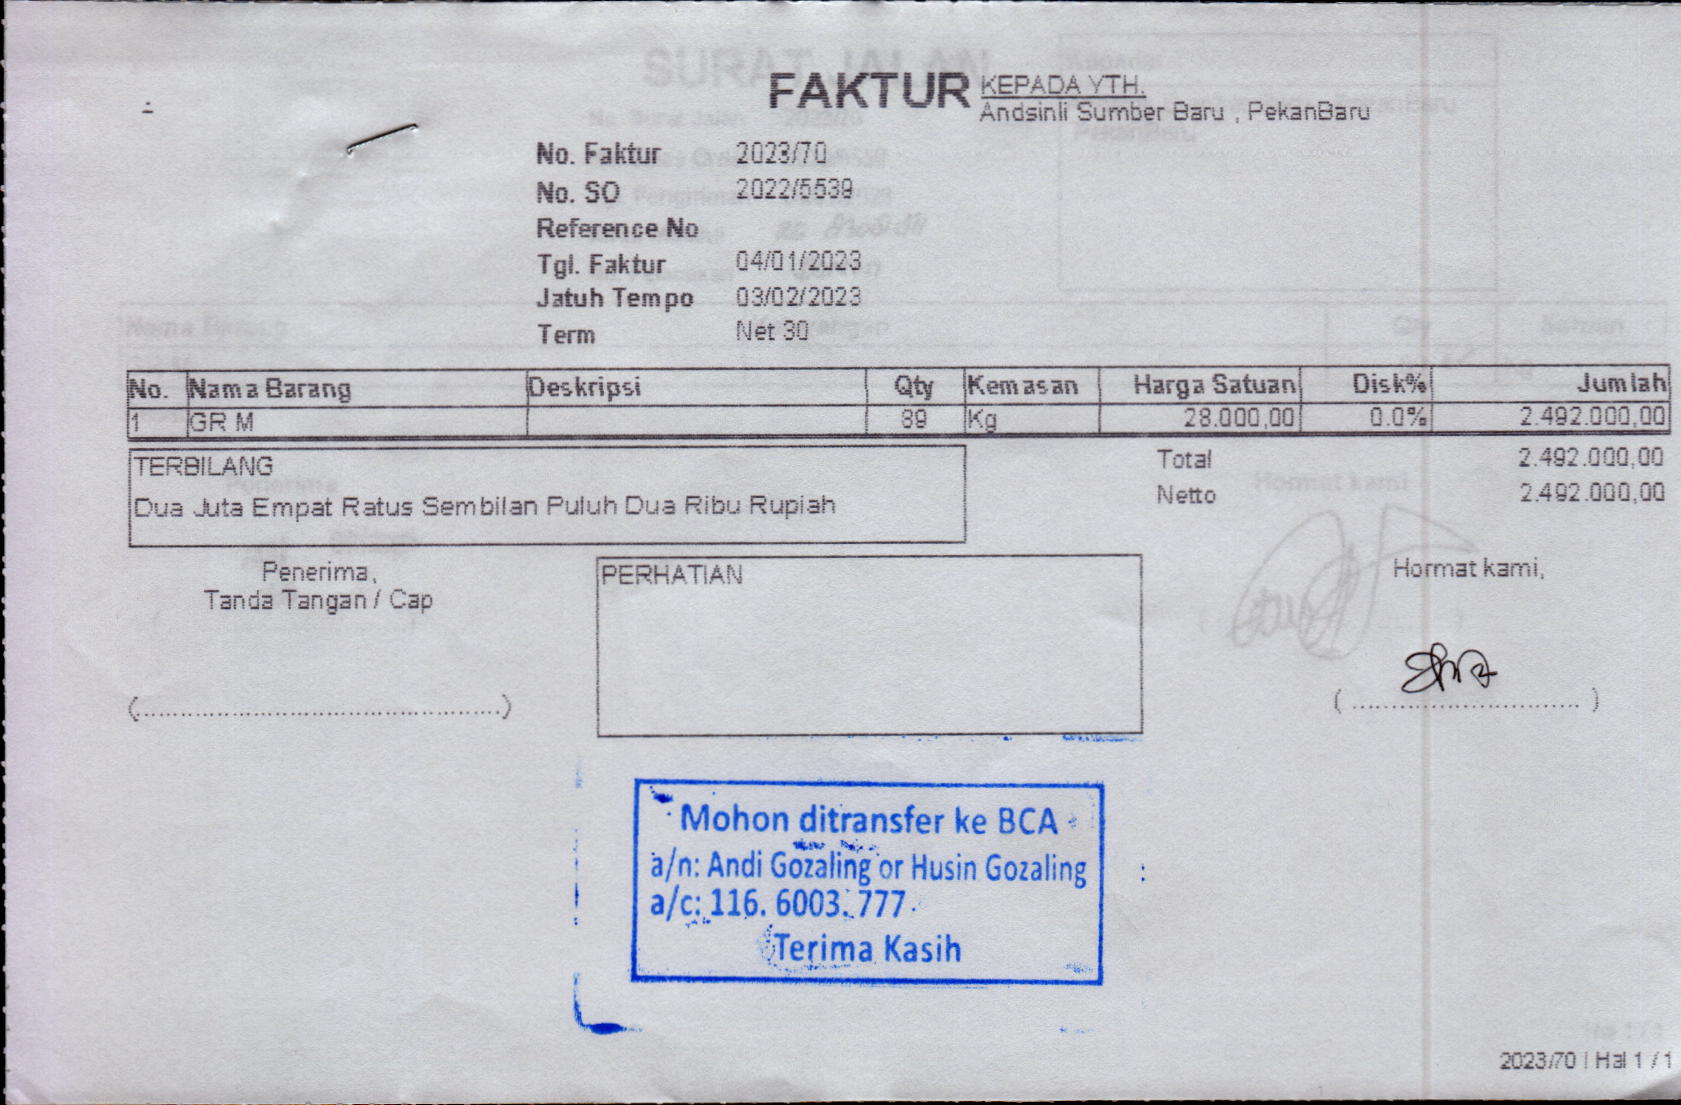 FAKTUR
KEPADA YTH.
Andsinli Sumber Baru , PekanBaru
No. Faktur 2023/70
No. SO 2022/5539
Reference No
Tgl. Faktur 04/01/2023
Jatuh Tempo 03/02/2023
Term Net 30
No. Nama Barang Deskripsi Qty Kemasan Harga Satuan Disk% Jumlah
1 GR M 89 Kg 28.000,00 0.0% 2.492.000,00
TERBILANG
Dua Juta Empat Ratus Sembilan Puluh Dua Ribu Rupiah
Total 2.492.000,00
Netto 2.492.000,00
Penerima,
Tanda Tangan / Cap
PERHATIAN
Hormat kami,
Mohon ditransfer ke BCA
a/n: Andi Gozaling or Husin Gozaling
a/c: 116. 6003. 777
Terima Kasih
2023/70 | Hal 1 / 1